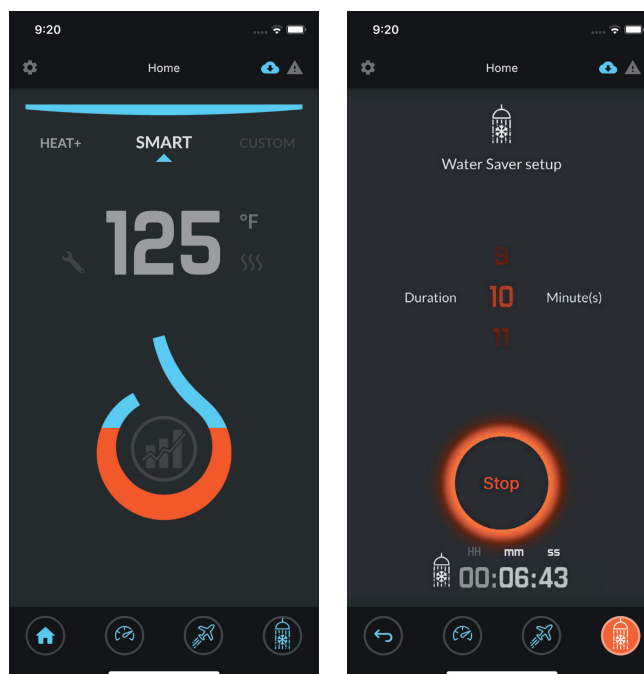 9:20
Home
HEAT+ SMART CUSTOM
125 °F
9:20
Home
Water Saver setup
9
Duration 10 Minute(s)
11
Stop
HH mm ss
00:06:43